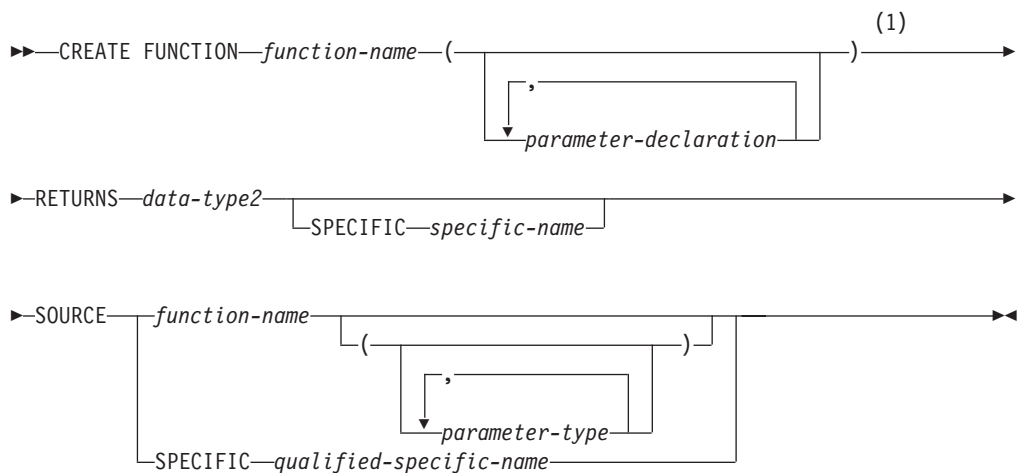 (1)
CREATE FUNCTION function-name ( )
,
parameter-declaration
RETURNS data-type2
SPECIFIC specific-name
SOURCE function-name
( )
,
parameter-type
SPECIFIC qualified-specific-name